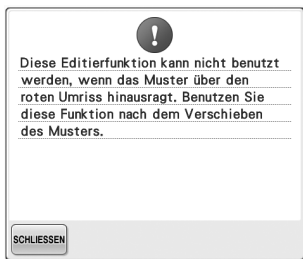 Diese Editierfunktion kann nicht benutzt
werden, wenn das Muster über den
roten Umriss hinausragt. Benutzen Sie
diese Funktion nach dem Verschieben
des Musters.
SCHLIESSEN